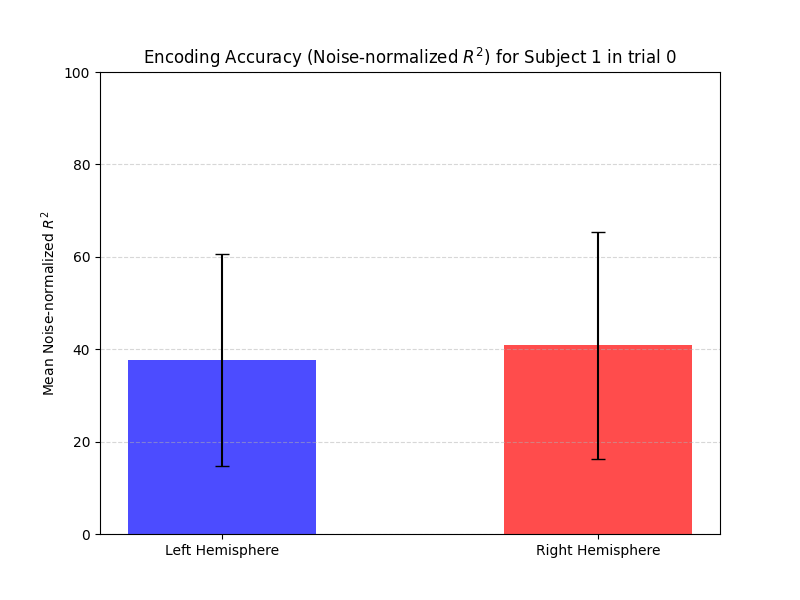 Encoding Accuracy (Noise-normalized R²) for Subject 1 in trial 0
100
80
60
40
20
0
Mean Noise-normalized R²
Left Hemisphere
Right Hemisphere